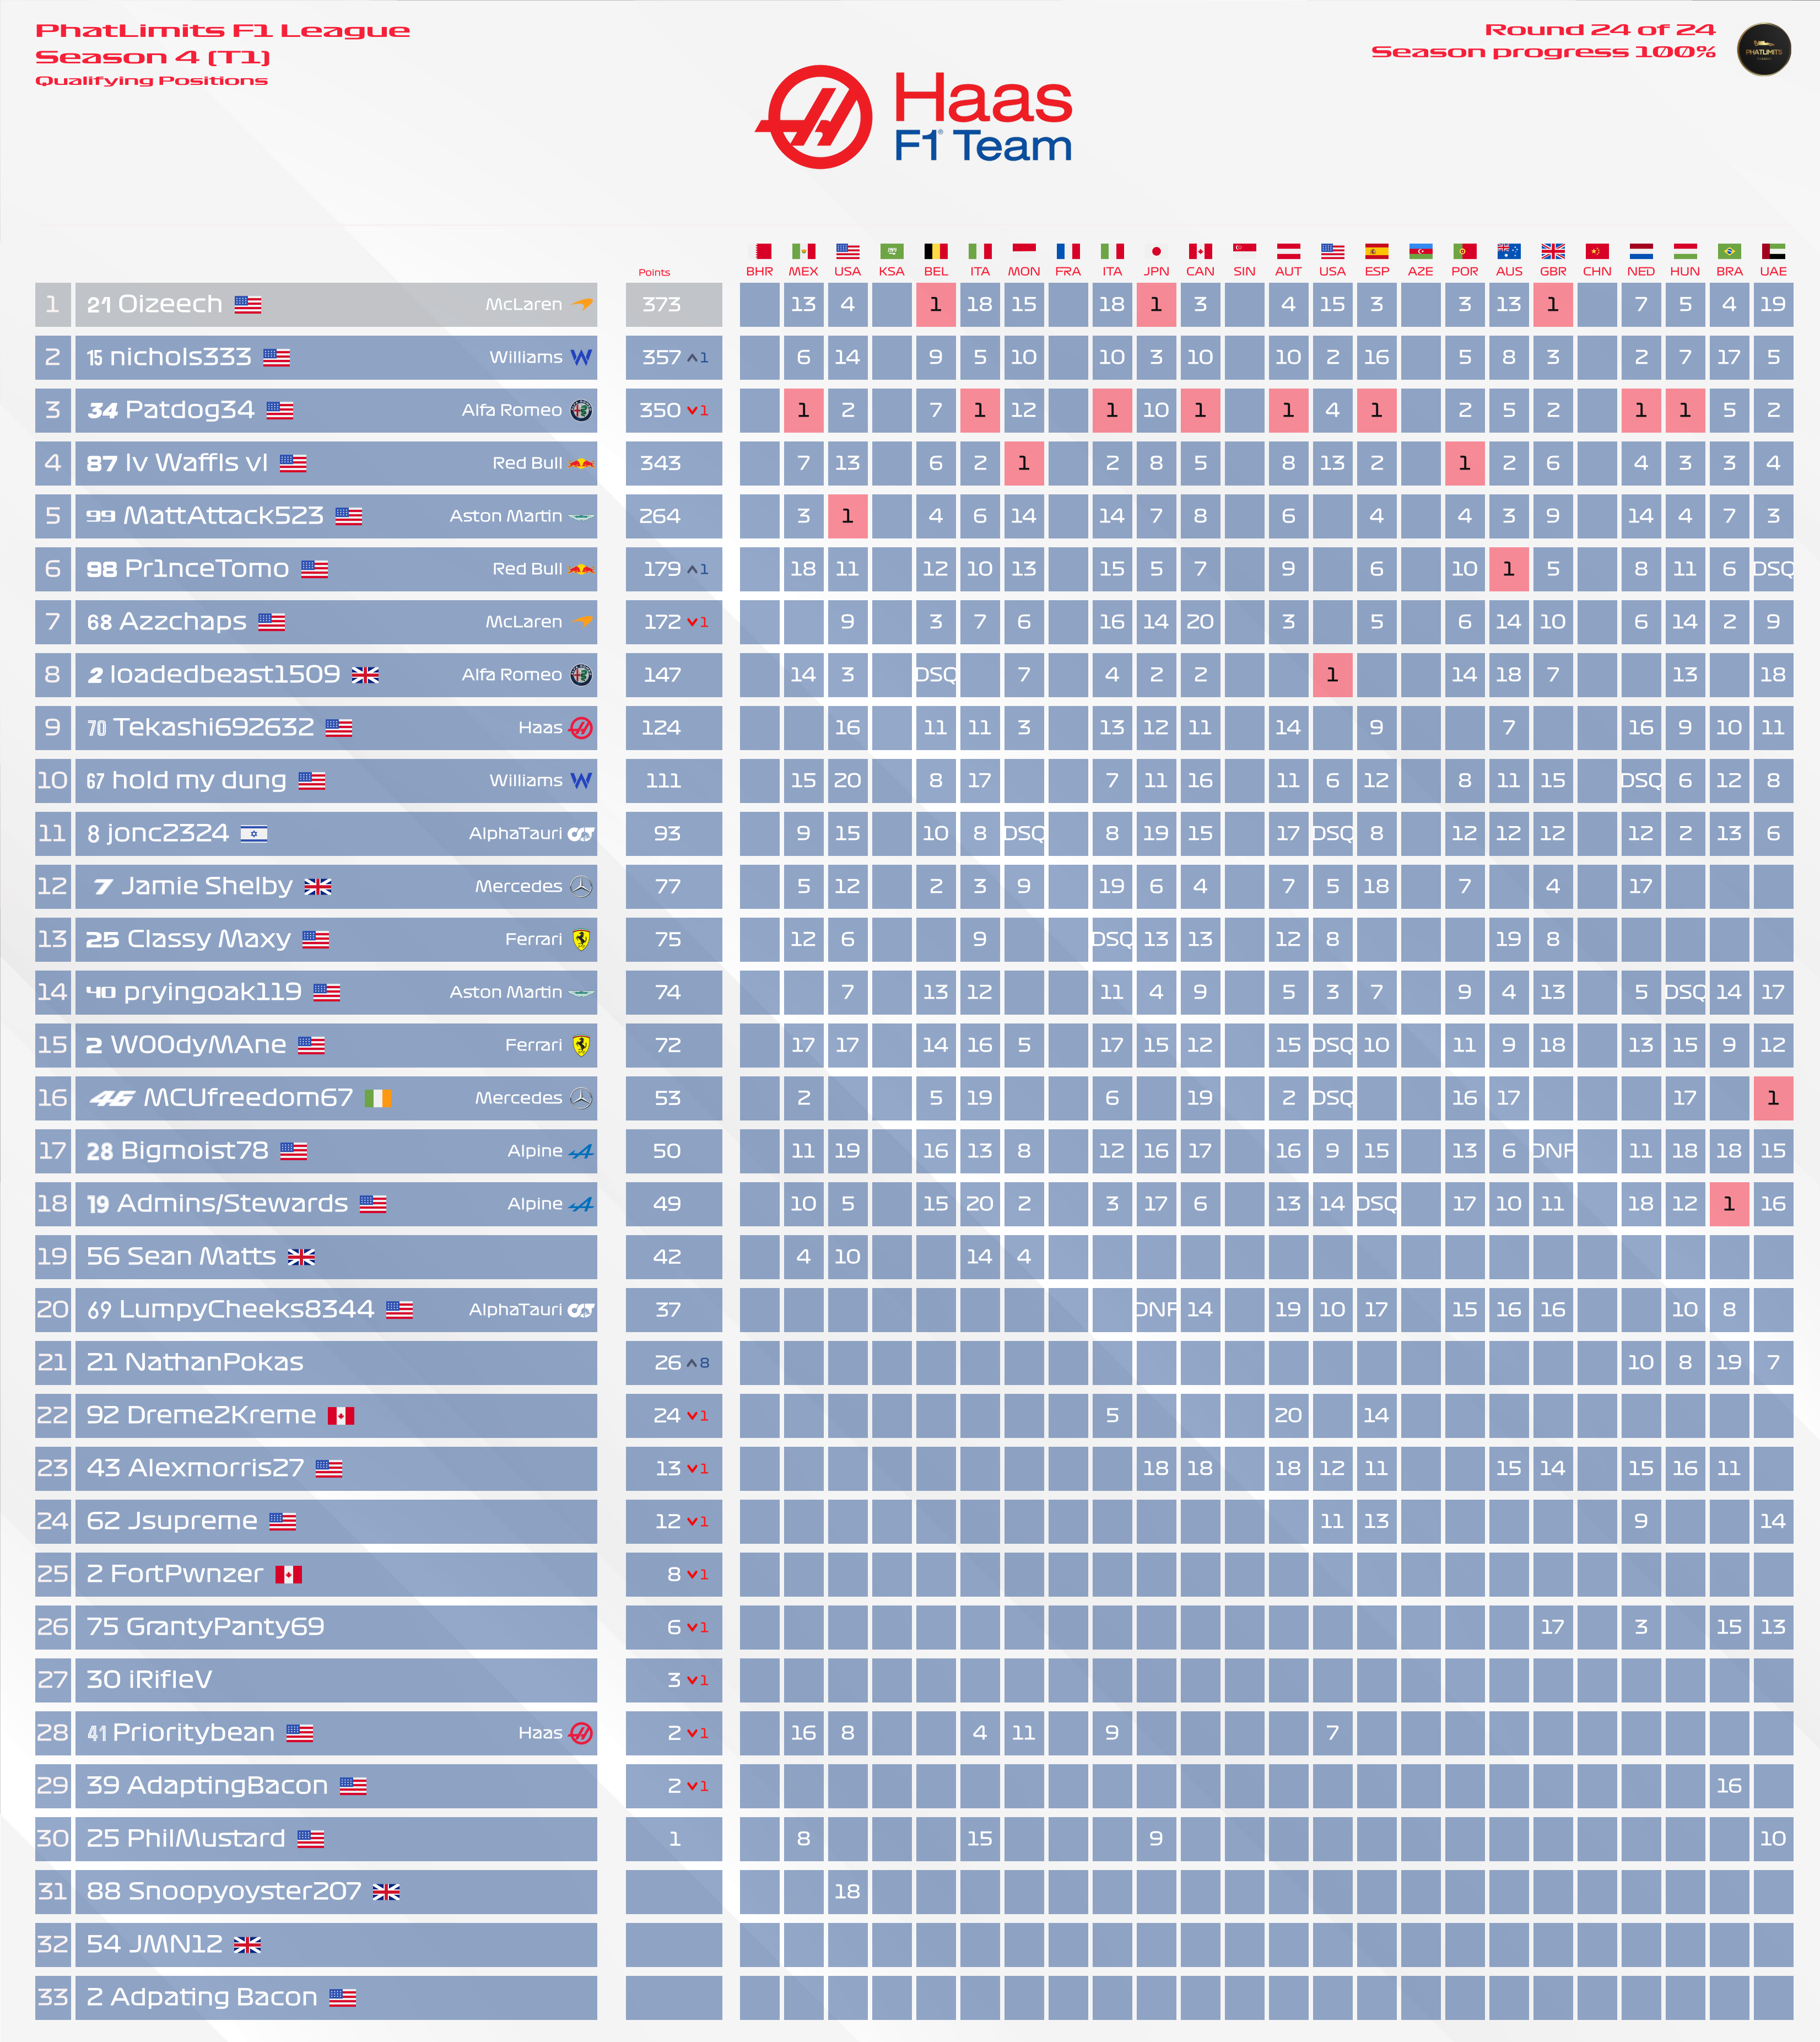 PhatLimits F1 League
Season 4 (T1)
Qualifying Positions
Round 24 of 24
Season progress 100%
PHATLIMITS
Haas
F1 Team
Points BHR MEX USA KSA BEL ITA MON FRA ITA JPN CAN SIN AUT USA ESP AZE POR AUS GBR CHN NED HUN BRA UAE
1 21 Oizeech McLaren 373 13 4 1 18 15 18 1 3 4 15 3 3 13 1 7 5 4 19
2 15 nichols333 Williams 357 1 6 14 9 5 10 10 3 10 10 2 16 5 8 3 2 7 17 5
3 34 Patdog34 Alfa Romeo 350 1 1 2 7 1 12 1 10 1 1 4 1 2 5 2 1 1 5 2
4 87 Iv Waffls vI Red Bull 343 7 13 6 2 1 2 8 5 8 13 2 1 2 6 4 3 3 4
5 99 MattAttack523 Aston Martin 264 3 1 4 6 14 14 7 8 6 4 4 3 9 14 4 7 3
6 98 Pr1nceTomo Red Bull 179 1 18 11 12 10 13 15 5 7 9 6 10 1 5 8 11 6 DSQ
7 68 Azzchaps McLaren 172 1 9 3 7 6 16 14 20 3 5 6 14 10 6 14 2 9
8 2 loadedbeast1509 Alfa Romeo 147 14 3 DSQ 7 4 2 2 1 14 18 7 13 18
9 70 Tekashi692632 Haas 124 16 11 11 3 13 12 11 14 9 7 16 9 10 11
10 67 hold my dung Williams 111 15 20 8 17 7 11 16 11 6 12 8 11 15 DSQ 6 12 8
11 8 jonc2324 AlphaTauri 93 9 15 10 8 DSQ 8 19 15 17 DSQ 8 12 12 12 12 2 13 6
12 7 Jamie Shelby Mercedes 77 5 12 2 3 9 19 6 4 7 5 18 7 4 17
13 25 Classy Maxy Ferrari 75 12 6 9 DSQ 13 13 12 8 19 8
14 40 pryingoak119 Aston Martin 74 7 13 12 11 4 9 5 3 7 9 4 13 5 DSQ 14 17
15 2 WOOdyMAne Ferrari 72 17 17 14 16 5 17 15 12 15 DSQ 10 11 9 18 13 15 9 12
16 46 MCUfreedom67 Mercedes 53 2 5 19 6 19 2 DSQ 16 17 17 1
17 28 Bigmoist78 Alpine 50 11 19 16 13 8 12 16 17 16 9 15 13 6 DNF 11 18 18 15
18 19 Admins/Stewards Alpine 49 10 5 15 20 2 3 17 6 13 14 DSQ 17 10 11 18 12 1 16
19 56 Sean Matts 42 4 10 14 4
20 69 LumpyCheeks8344 AlphaTauri 37 DNF 14 19 10 17 15 16 16 10 8
21 21 NathanPokas 26 8 10 8 19 7
22 92 Dreme2Kreme 24 1 5 20 14
23 43 Alexmorris27 13 1 18 18 18 12 11 15 14 15 16 11
24 62 Jsupreme 12 1 11 13 9 14
25 2 FortPwnzer 8 1
26 75 GrantyPanty69 6 1 17 3 15 13
27 30 iRifleV 3 1
28 41 Prioritybean Haas 2 1 16 8 4 11 9 7
29 39 AdaptingBacon 2 1 16
30 25 PhilMustard 1 8 15 9 10
31 88 Snoopyoyster207 18
32 54 JMN12
33 2 Adpating Bacon